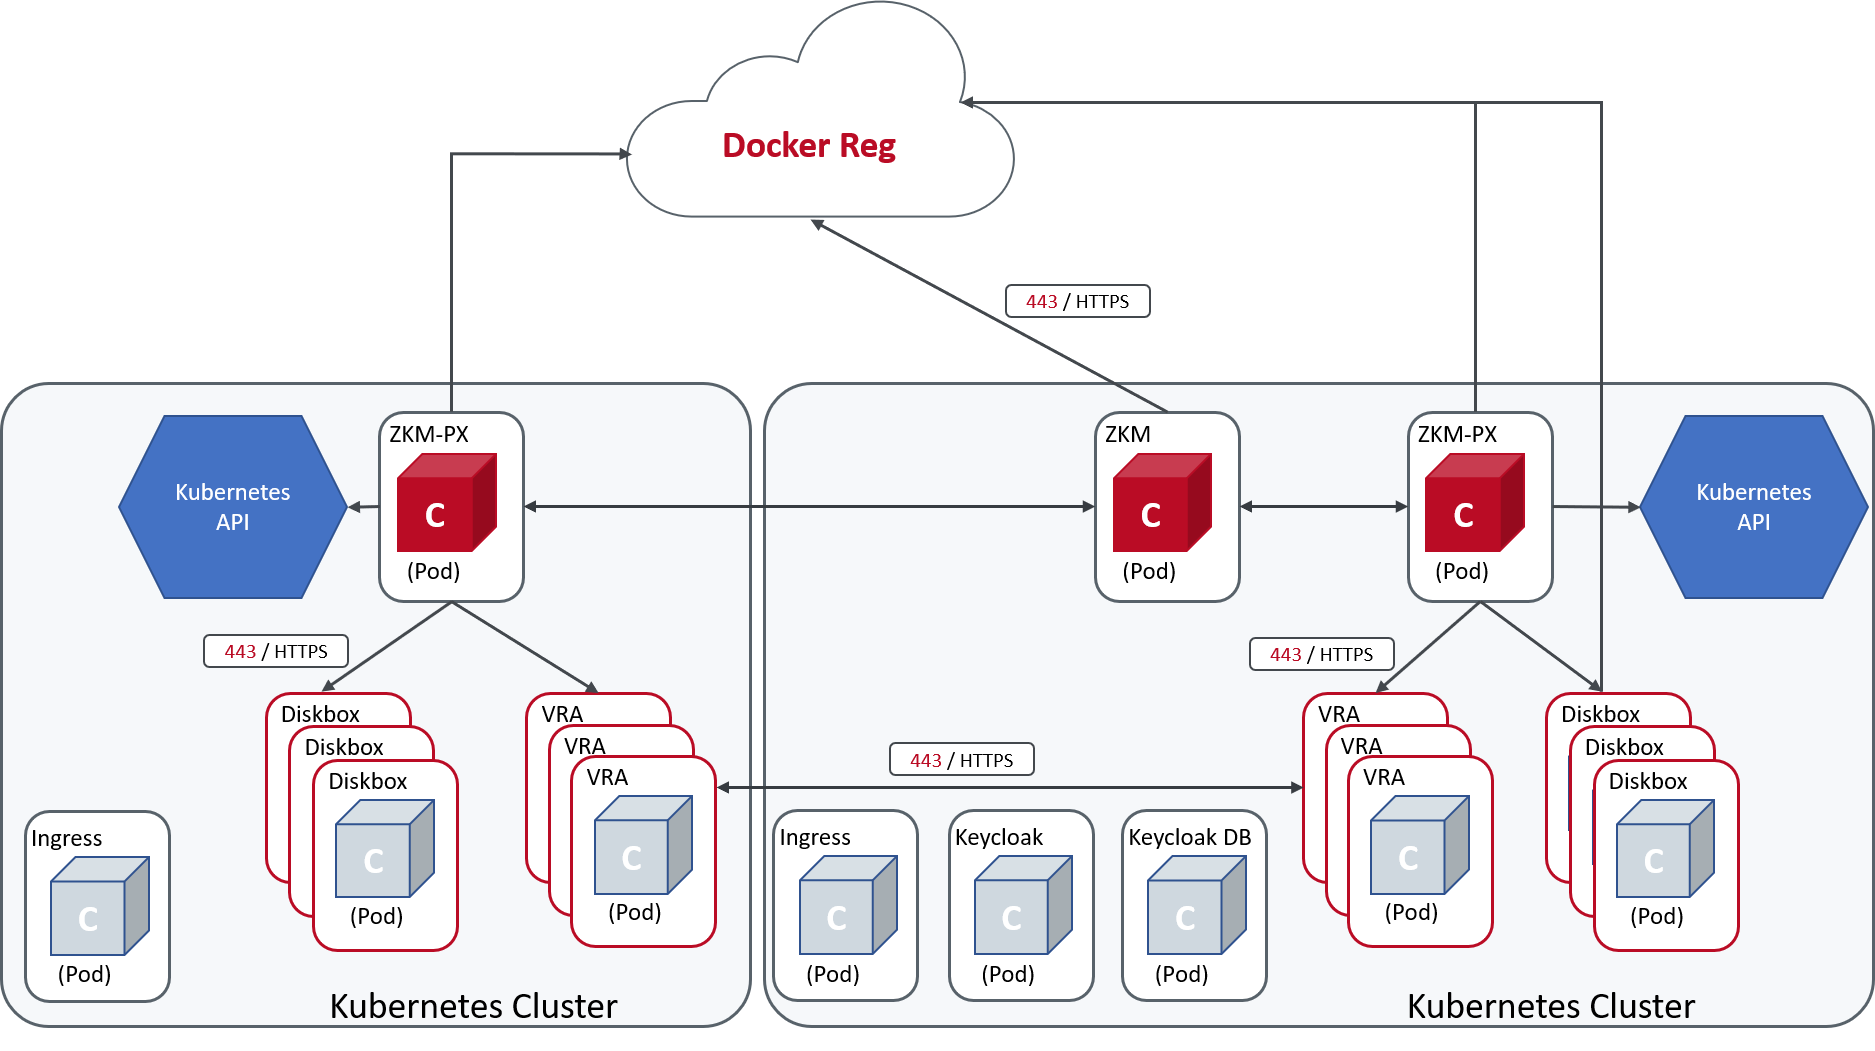 Docker Reg
443 / HTTPS
ZKM-PX
C
(Pod)
Kubernetes
API
ZKM
C
(Pod)
ZKM-PX
C
(Pod)
Kubernetes
API
443 / HTTPS
443 / HTTPS
Diskbox
Diskbox
Diskbox
C
(Pod)
VRA
VRA
VRA
C
(Pod)
443 / HTTPS
VRA
VRA
VRA
C
(Pod)
Diskbox
Diskbox
Diskbox
C
(Pod)
Ingress
C
(Pod)
Ingress
C
(Pod)
Keycloak
C
(Pod)
Keycloak DB
C
(Pod)
Kubernetes Cluster
Kubernetes Cluster